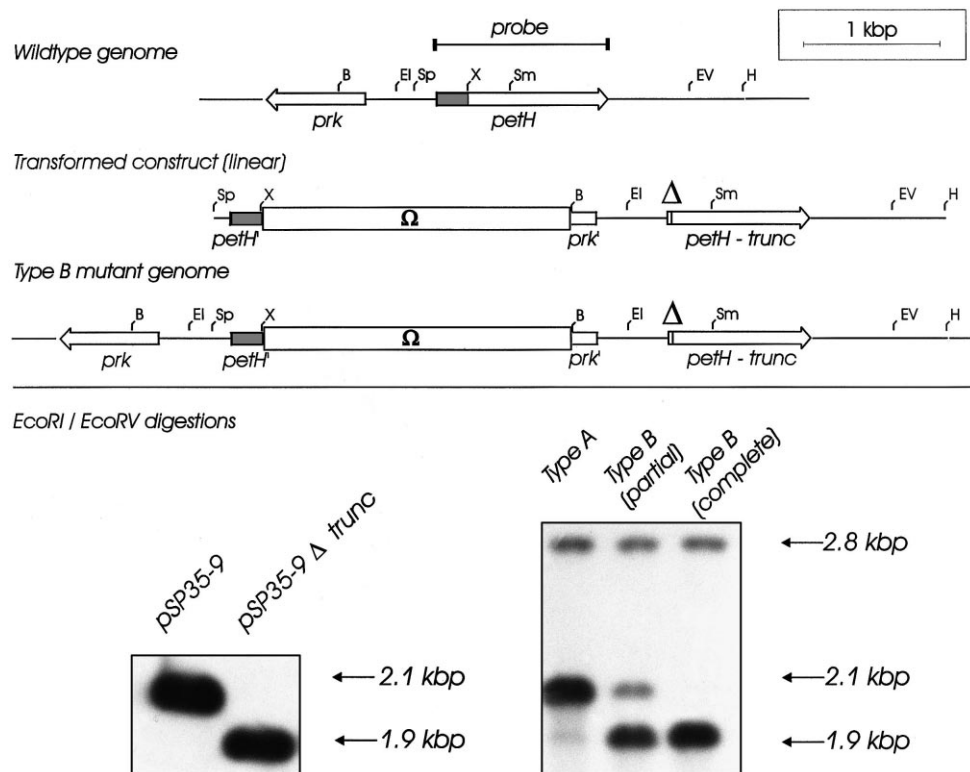 probe
1 kbp
Wildtype genome
B EI Sp X Sm EV H
prk petH
Transformed construct (linear)
Sp X B EI Δ Sm EV H
Ω
petH' prk' petH - trunc
Type B mutant genome
B EI Sp X B EI Δ Sm EV H
Ω
prk petH' prk' petH - trunc
EcoRI / EcoRV digestions
pSP35-9
pSP35-9 Δ trunc
2.1 kbp
1.9 kbp
Type A
Type B
(partial)
Type B
(complete)
2.8 kbp
2.1 kbp
1.9 kbp